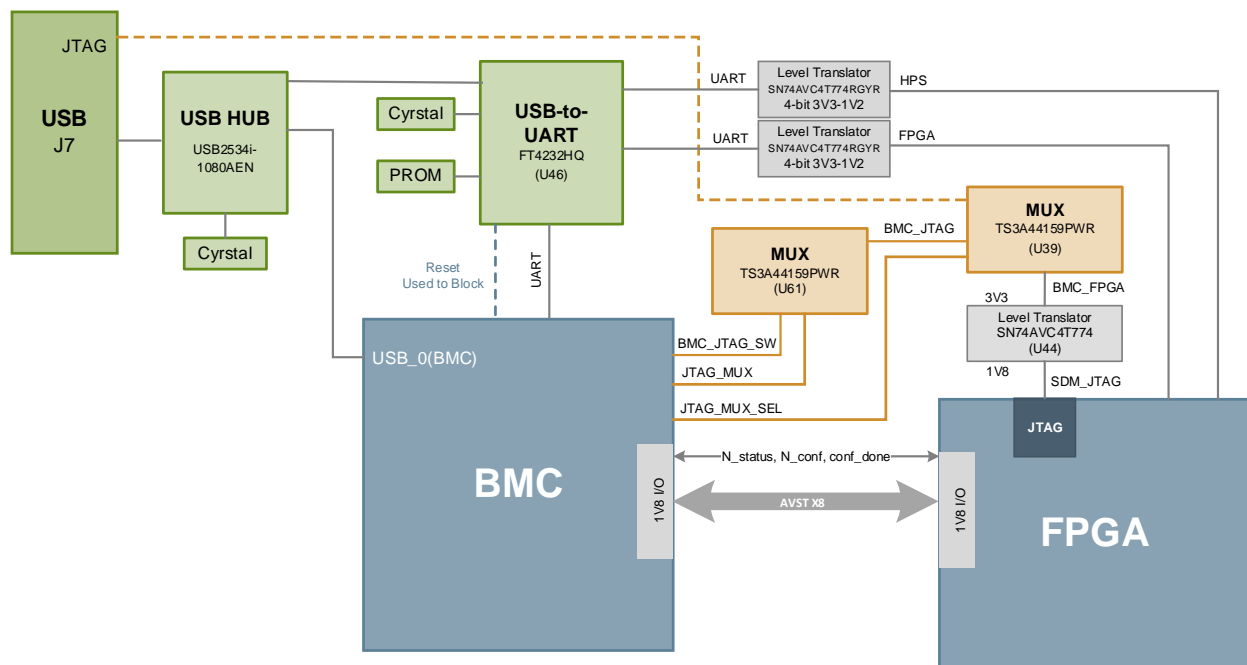 JTAG
USB
J7
USB HUB
USB2534i-
1080AEN
Cyrstal
Cyrstal
PROM
USB-to-
UART
FT4232HQ
(U46)
UART
Level Translator
SN74AVC4T774RGYR
4-bit 3V3-1V2
HPS
UART
Level Translator
SN74AVC4T774RGYR
4-bit 3V3-1V2
FPGA
Reset
Used to Block
UART
MUX
TS3A44159PWR
(U61)
BMC_JTAG
MUX
TS3A44159PWR
(U39)
BMC_FPGA
3V3
Level Translator
SN74AVC4T774
(U44)
1V8
SDM_JTAG
USB_0(BMC)
BMC_JTAG_SW
JTAG_MUX
JTAG_MUX_SEL
JTAG
N_status, N_conf, conf_done
BMC
1V8 I/O
AVST X8
1V8 I/O
FPGA